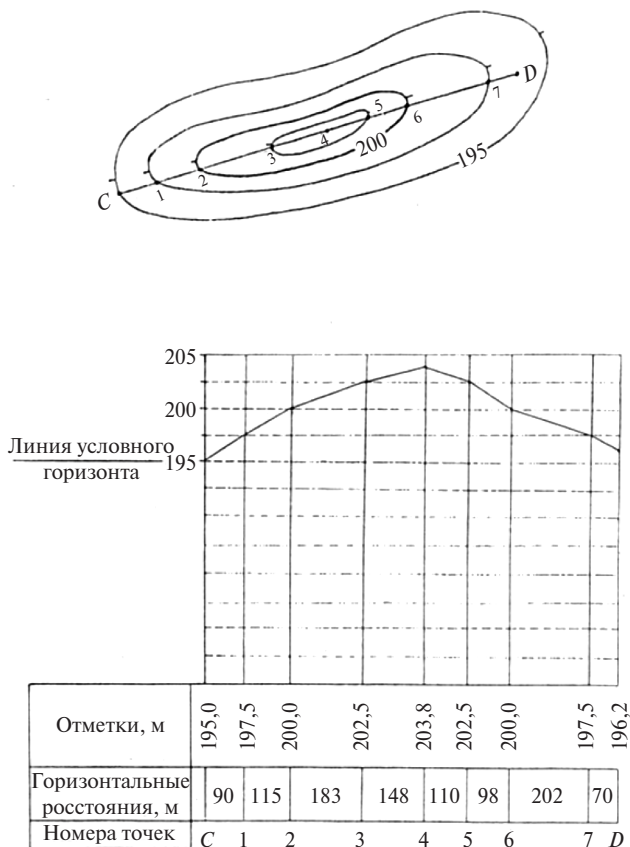 D
5
7
6
4
3
200
195
2
1
C
205
200
Линия условного
горизонта
195
Отметки, м 195,0 197,5 200,0 202,5 203,8 202,5 200,0 197,5 196,2
Горизонтальные
росстояния, м 90 115 183 148 110 98 202 70
Номера точек C 1 2 3 4 5 6 7 D